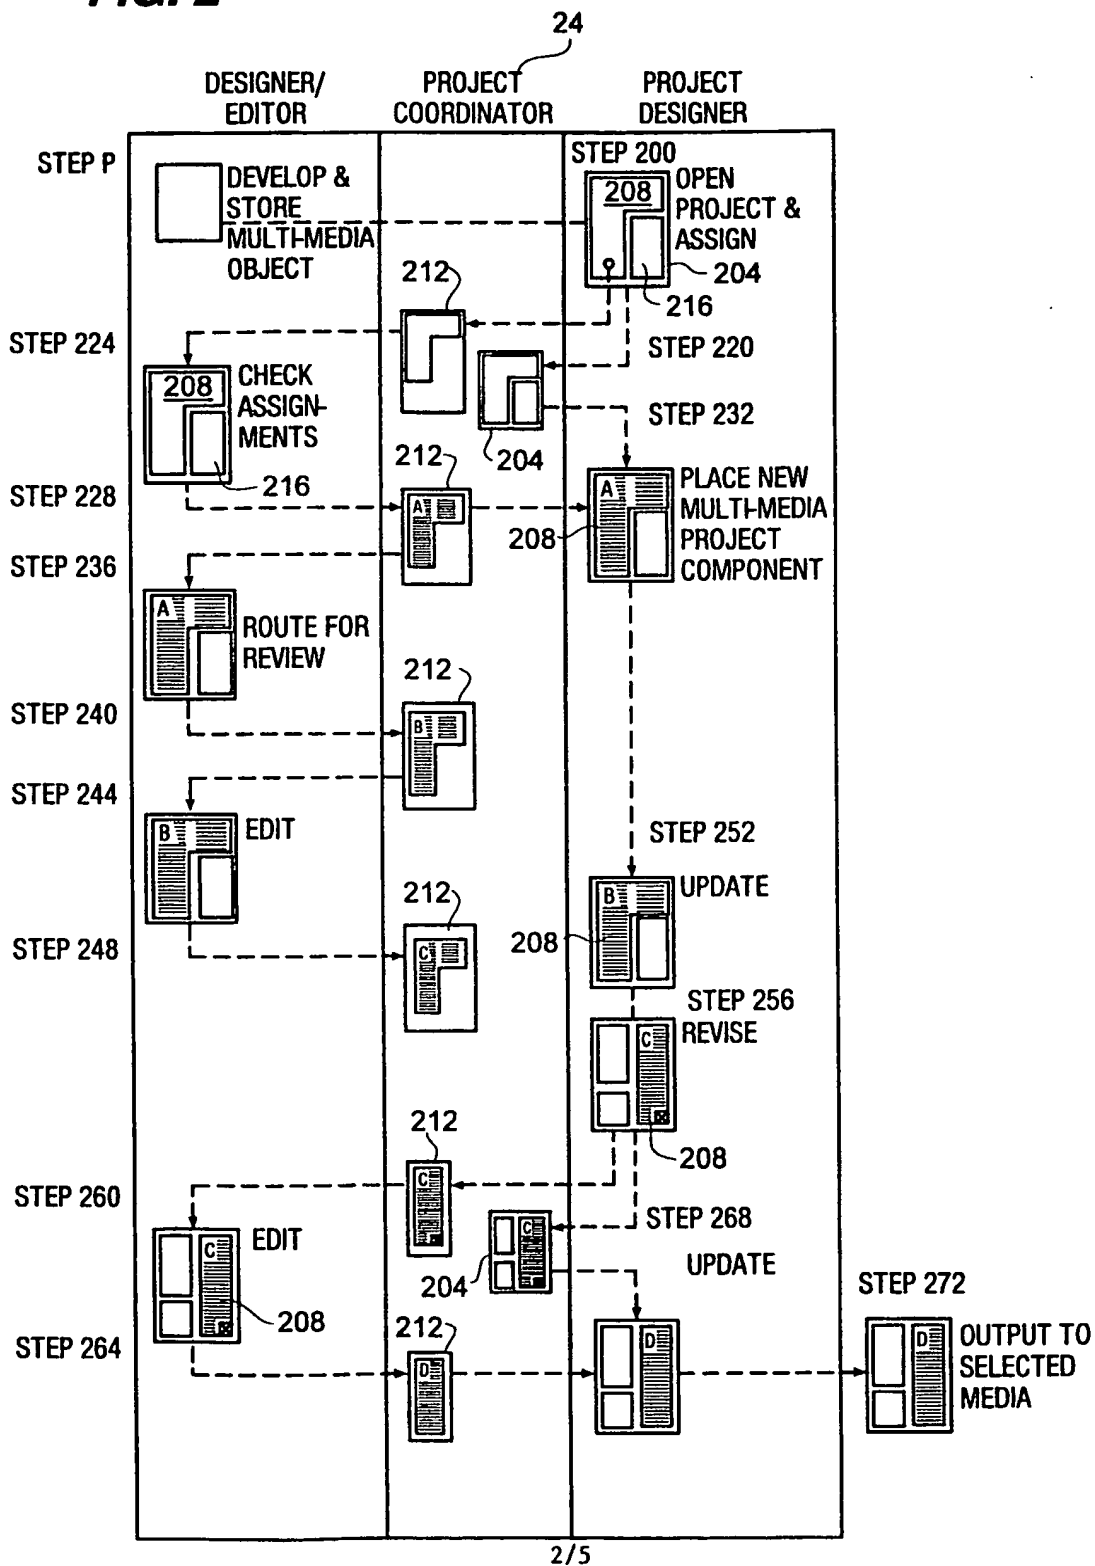 FIG. 2
24
DESIGNER/
EDITOR
PROJECT
COORDINATOR
PROJECT
DESIGNER
STEP P
DEVELOP &
STORE
MULTI-MEDIA
OBJECT
STEP 200
208
OPEN
PROJECT &
ASSIGN
204
216
212
STEP 224
STEP 220
208
CHECK
ASSIGN-
MENTS
216
204
STEP 232
212
STEP 228
A
A
208
PLACE NEW
MULTI-MEDIA
PROJECT
COMPONENT
STEP 236
A
ROUTE FOR
REVIEW
212
STEP 240
B
STEP 244
B
EDIT
STEP 252
B
UPDATE
208
212
STEP 248
C
STEP 256
REVISE
C
208
212
C
STEP 260
C
EDIT
208
STEP 268
C
204
UPDATE
STEP 272
212
STEP 264
D
D
D
OUTPUT TO
SELECTED
MEDIA
2/5